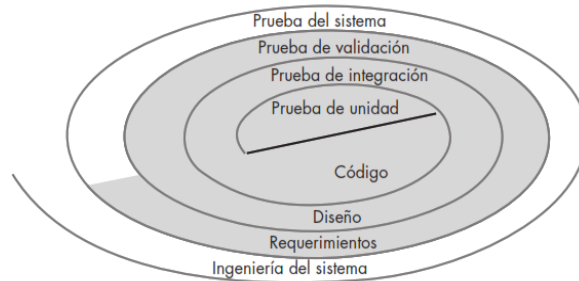 Prueba del sistema
Prueba de validación
Prueba de integración
Prueba de unidad
Código
Diseño
Requerimientos
Ingeniería del sistema